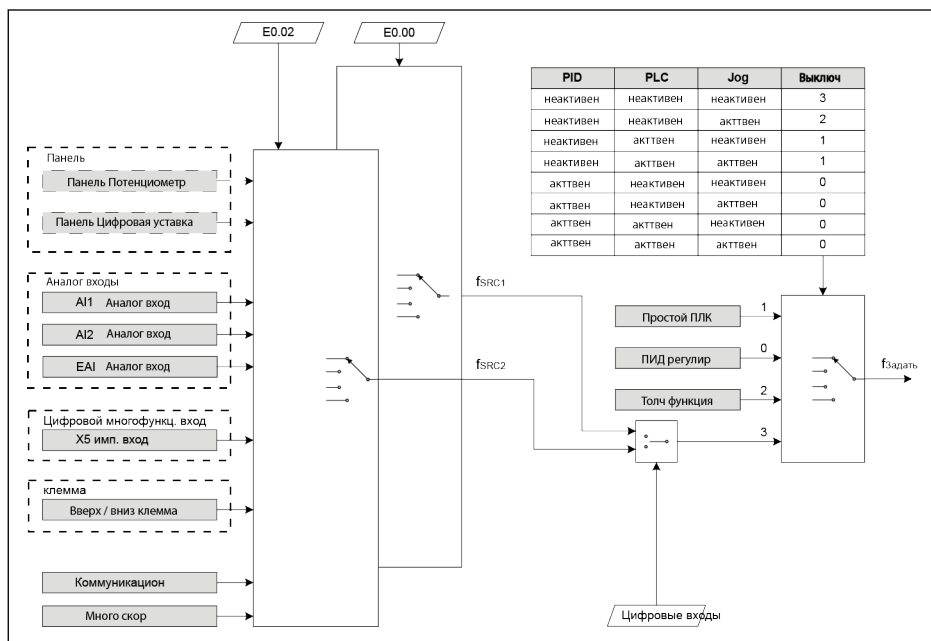 E0.02
E0.00
PID PLC Jog Выключ
неактивен неактивен неактивен 3
неактивен неактивен акттвен 2
неактивен акттвен неактивен 1
неактивен акттвен акттвен 1
акттвен неактивен неактивен 0
акттвен неактивен акттвен 0
акттвен акттвен неактивен 0
акттвен акттвен акттвен 0
Панель
Панель Потенциометр
Панель Цифровая уставка
Аналог входы
AI1 Аналог вход
AI2 Аналог вход
EAI Аналог вход
Цифровой многофункц. вход
X5 имп. вход
клемма
Вверх / вниз клемма
Коммуникацион
Много скор
fSRC1
fSRC2
Простой ПЛК 1
ПИД регулир 0
Толч функция 2
3
fЗадать
Цифровые входы